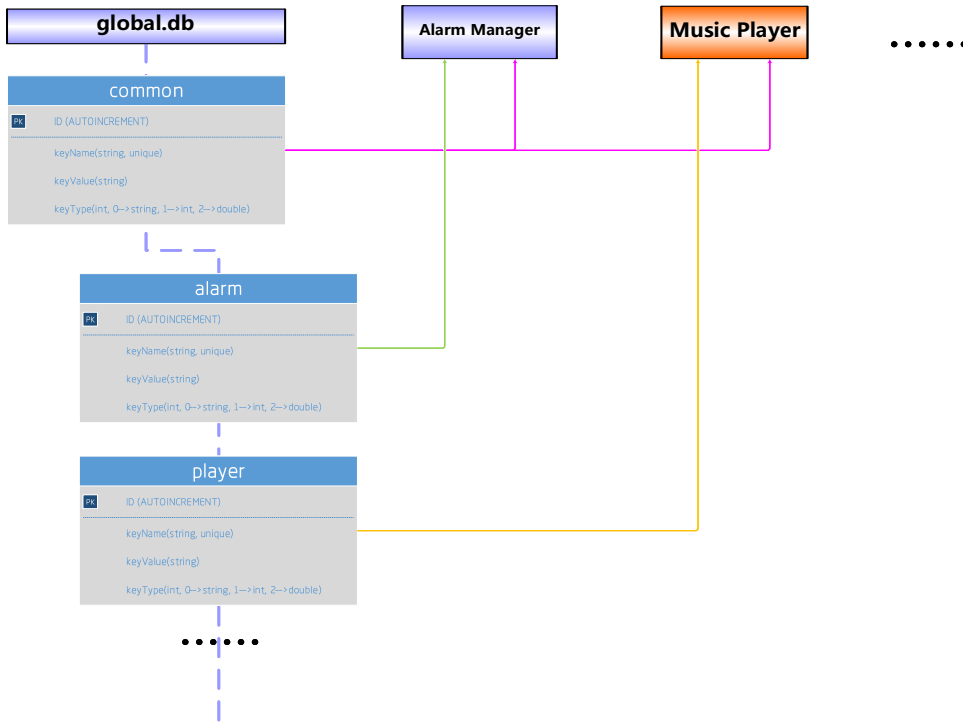 global.db
Alarm Manager
Music Player
......
common
PK ID (AUTOINCREMENT)
keyName(string, unique)
keyValue(string)
keyType(int, 0-->string, 1-->int, 2-->double)
alarm
PK ID (AUTOINCREMENT)
keyName(string, unique)
keyValue(string)
keyType(int, 0-->string, 1-->int, 2-->double)
player
PK ID (AUTOINCREMENT)
keyName(string, unique)
keyValue(string)
keyType(int, 0-->string, 1-->int, 2-->double)
......